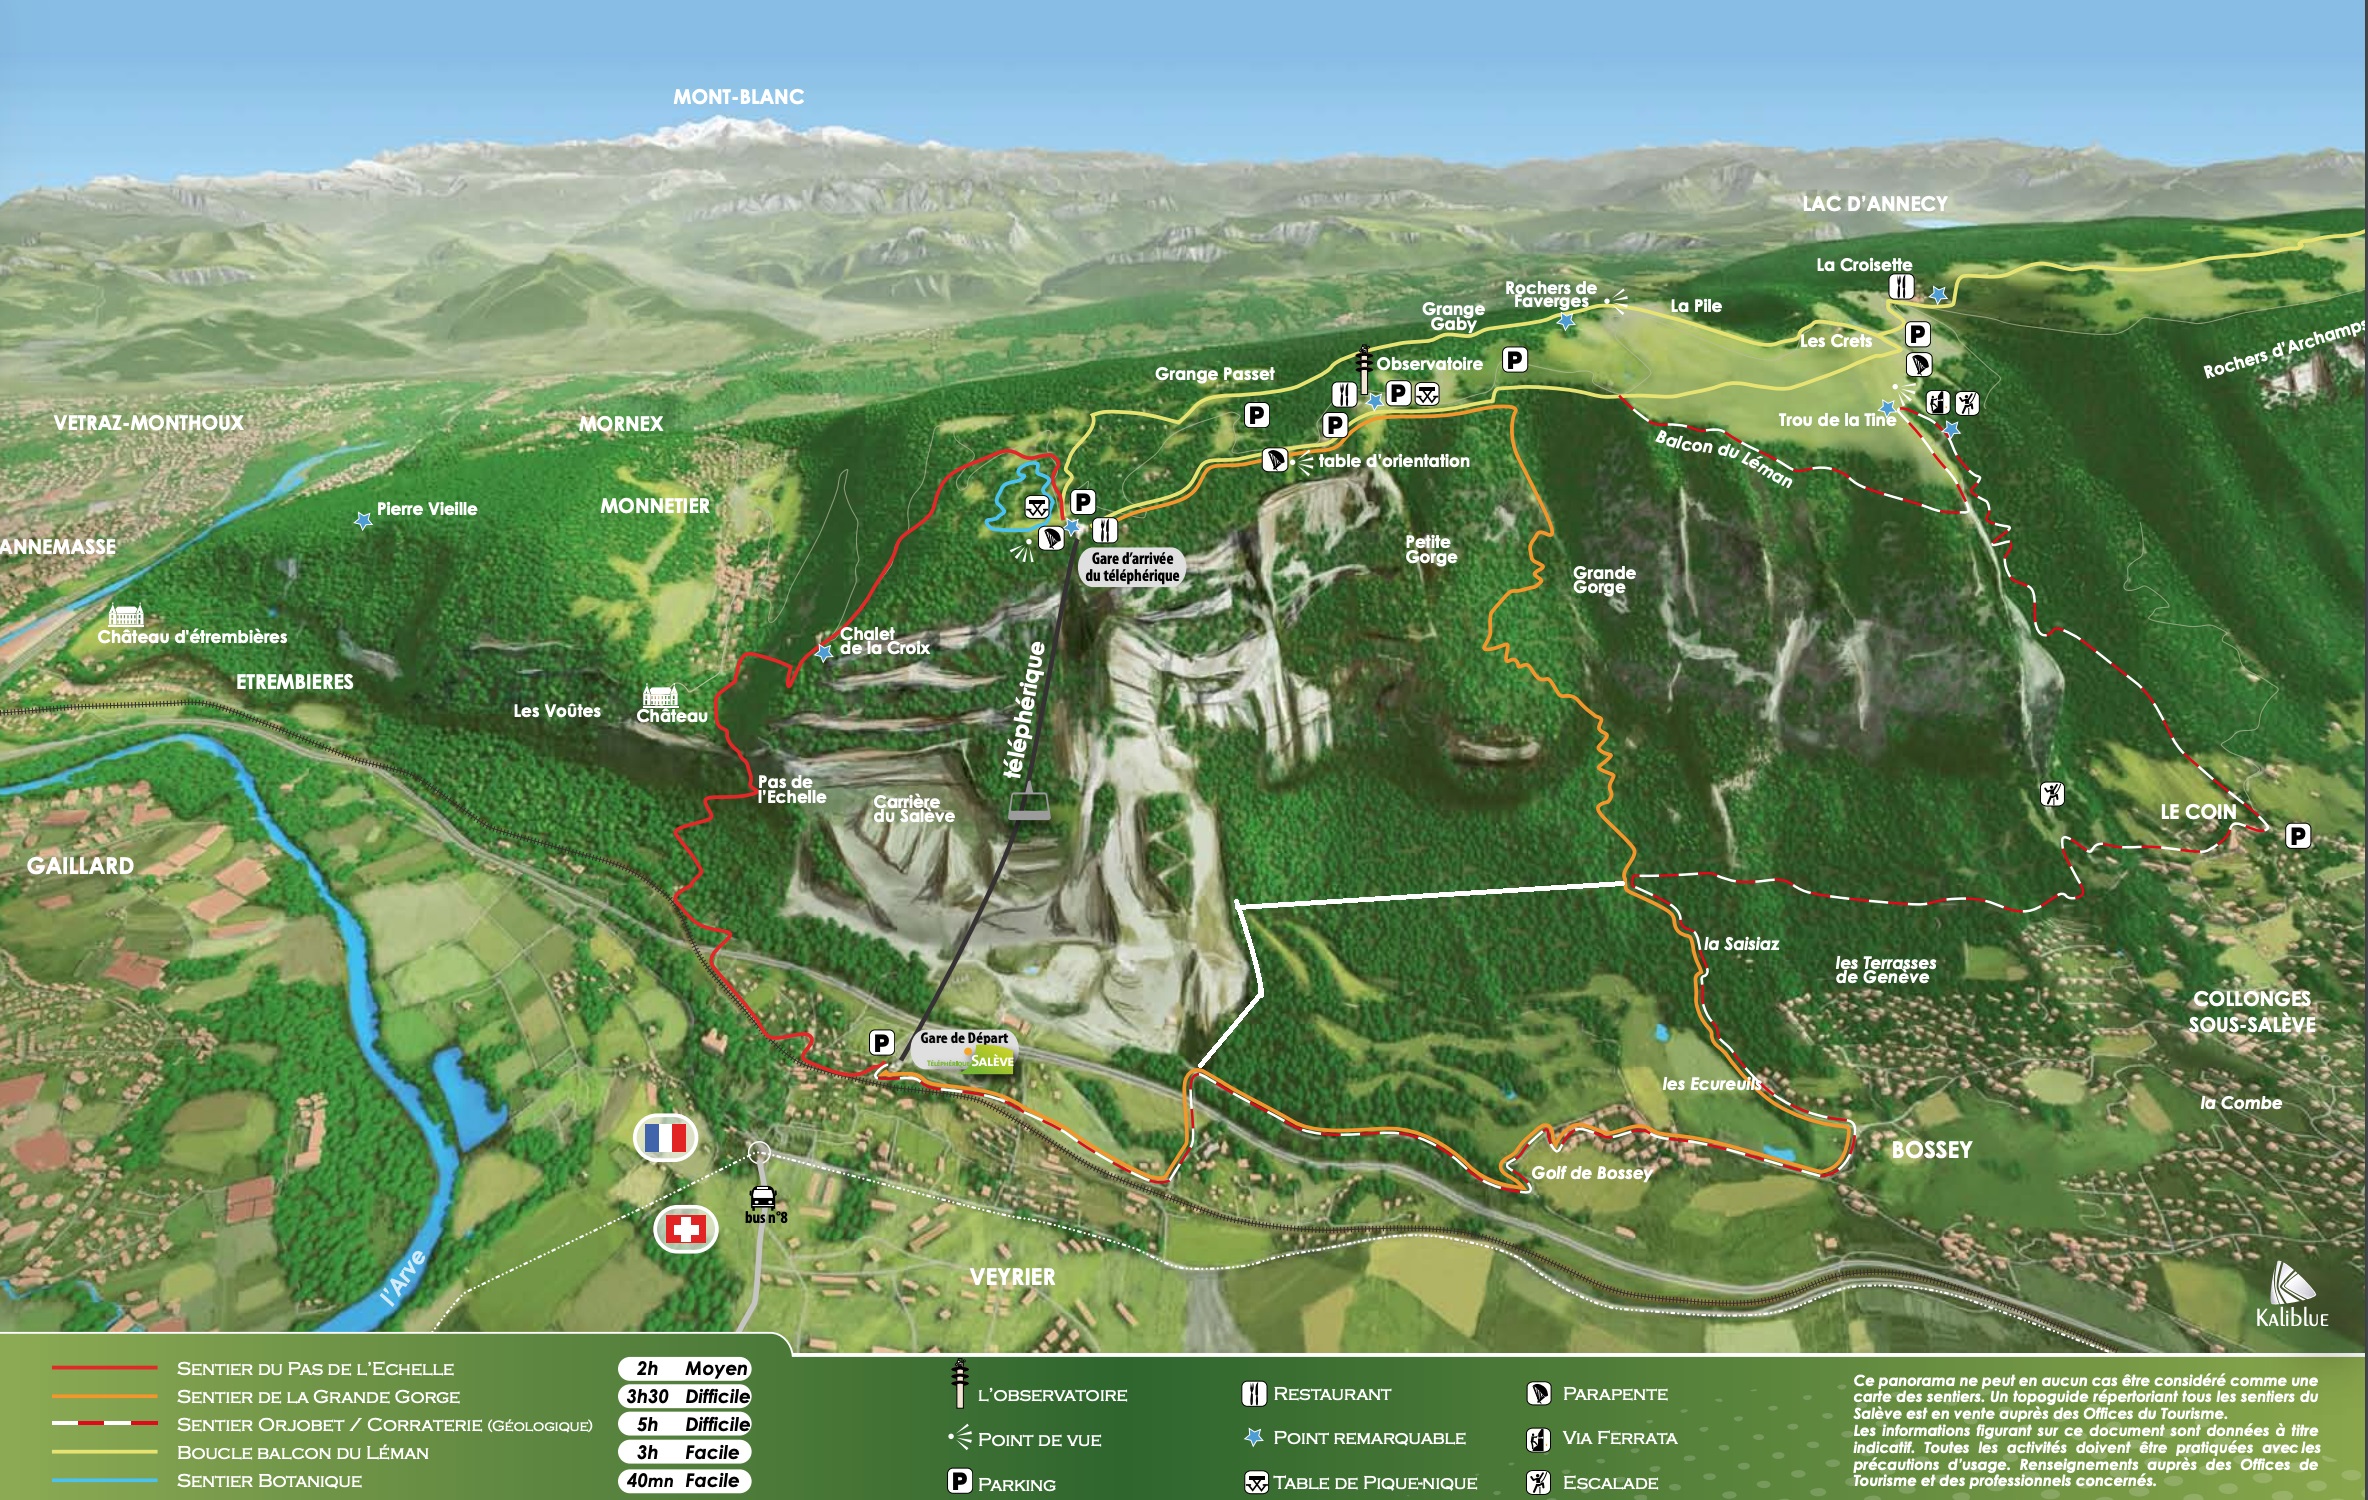 MONT-BLANC
LAC D'ANNECY
La Croisette
Rochers de
Faverges
La Pile
Grange
Gaby
Les Crets
Rochers d'Archamps
P
Observatoire
P
Grange Passet
P
P
P
Trou de la Tine
VETRAZ-MONTHOUX
MORNEX
Balcon du Léman
table d'orientation
MONNETIER
P
Pierre Vieille
ANNEMASSE
Gare d'arrivée
du téléphérique
Petite
Gorge
Grande
Gorge
Château d'étrembières
Chalet
de la Croix
ETREMBIERES
Les Voûtes
Château
téléphérique
Pas de
l'Echelle
Carrière
du Salève
LE COIN
P
GAILLARD
la Saisiaz
les Terrasses
de Genève
COLLONGES
SOUS-SALÈVE
P
Gare de Départ
TÉLÉPHÉRIQUE
SALÈVE
les Ecureuils
la Combe
BOSSEY
Golf de Bossey
bus n°8
l'Arve
VEYRIER
KALIBLUE
SENTIER DU PAS DE L'ECHELLE 2h Moyen
SENTIER DE LA GRANDE GORGE 3h30 Difficile
SENTIER ORJOBET / CORRATERIE (GÉOLOGIQUE) 5h Difficile
BOUCLE BALCON DU LÉMAN 3h Facile
SENTIER BOTANIQUE 40mn Facile
L'OBSERVATOIRE
POINT DE VUE
P PARKING
RESTAURANT
POINT REMARQUABLE
TABLE DE PIQUE-NIQUE
PARAPENTE
VIA FERRATA
ESCALADE
Ce panorama ne peut en aucun cas être considéré comme une
carte des sentiers. Un topoguide répertoriant tous les sentiers du
Salève est en vente auprès des Offices du Tourisme.
Les informations figurant sur ce document sont données à titre
indicatif. Toutes les activités doivent être pratiquées avec les
précautions d'usage. Renseignements auprès des Offices de
Tourisme et des professionnels concernés.